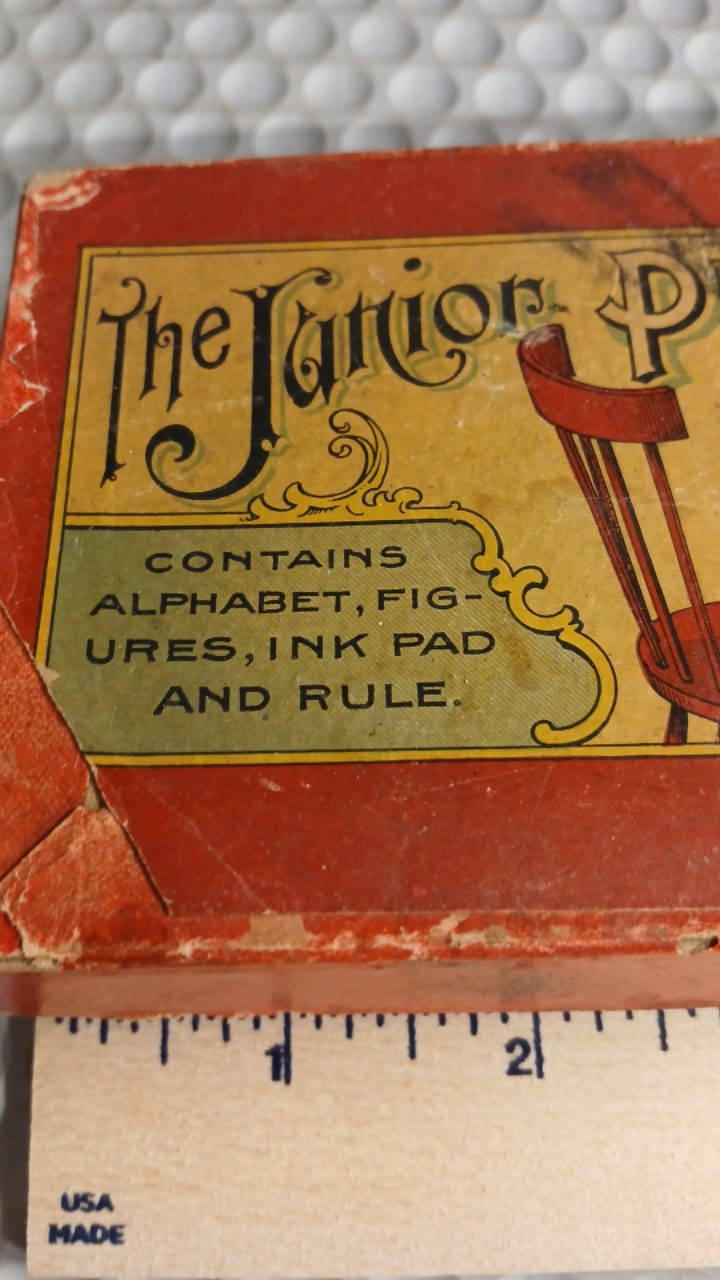 The Junior P
CONTAINS
ALPHABET, FIG-
URES, INK PAD
AND RULE.
1 2
USA
MADE